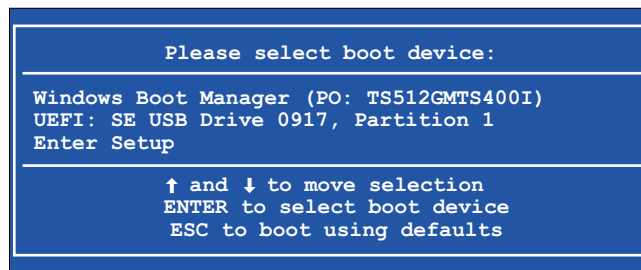 Please select boot device:
Windows Boot Manager (PO: TS512GMTS400I)
UEFI: SE USB Drive 0917, Partition 1
Enter Setup
↑ and ↓ to move selection
ENTER to select boot device
ESC to boot using defaults